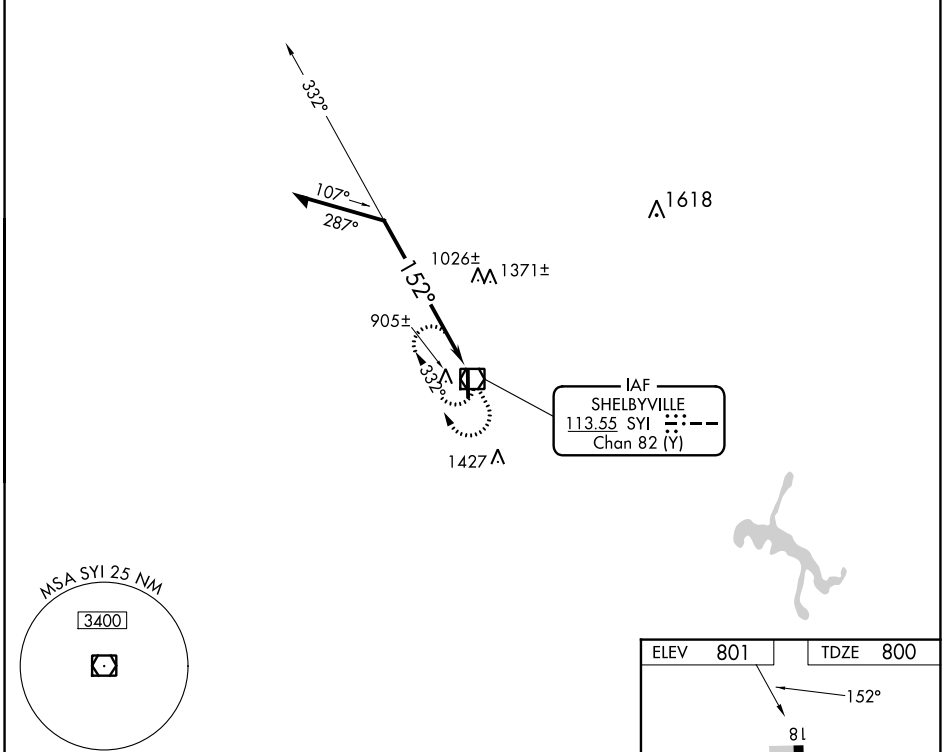 332°
107°
287°
1618
1026±
1371±
152°
905±
332°
IAF
SHELBYVILLE
113.55 SYI
Chan 82 (Y)
1427
MSA SYI 25 NM
3400
ELEV 801
TDZE 800
152°
18